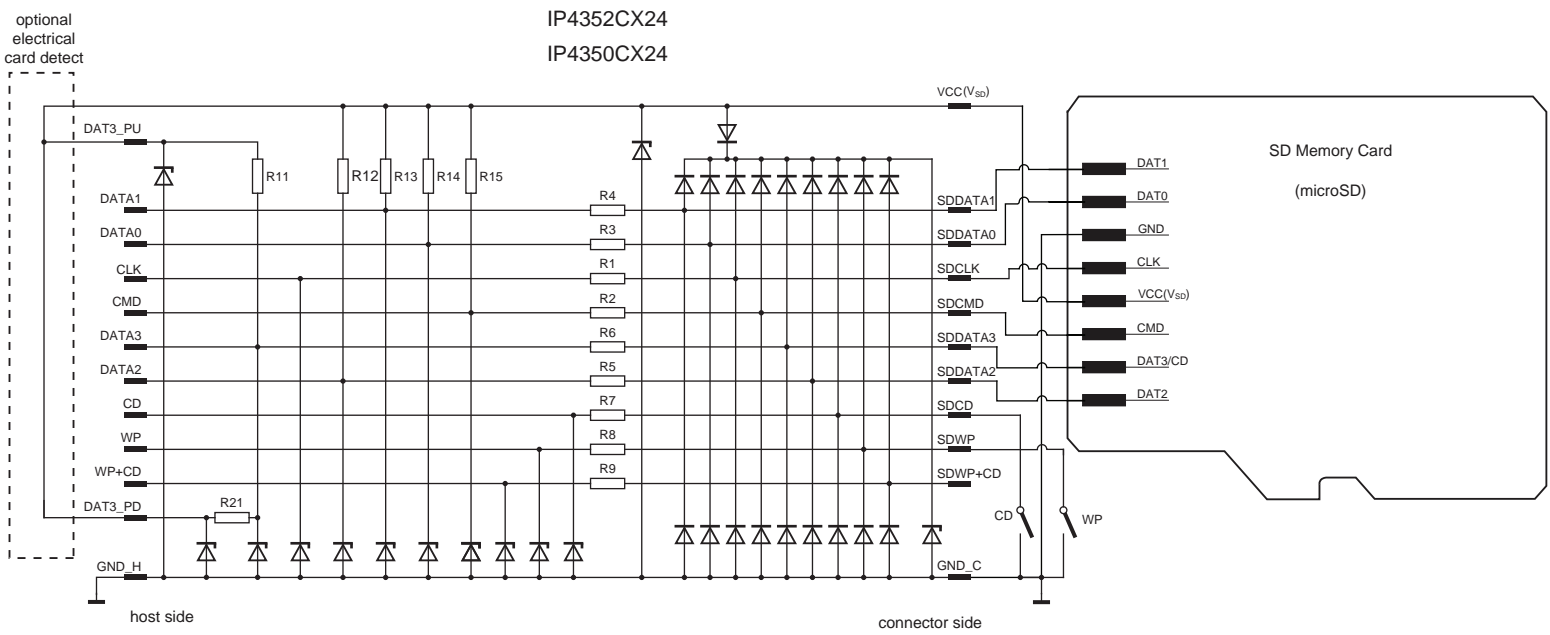 optional
electrical
card detect
IP4352CX24
IP4350CX24
VCC(VSD)
DAT3_PU
R11
R12
R13
R14
R15
SD Memory Card
(microSD)
DATA1
R4
SDDATA1
DAT1
DATA0
R3
SDDATA0
DAT0
GND
CLK
R1
SDCLK
CLK
CMD
R2
SDCMD
VCC(VSD)
DATA3
R6
SDDATA3
CMD
DATA2
R5
SDDATA2
DAT3/CD
CD
R7
SDCD
DAT2
WP
R8
SDWP
WP+CD
R9
SDWP+CD
DAT3_PD
R21
CD
WP
GND_H
GND_C
host side
connector side